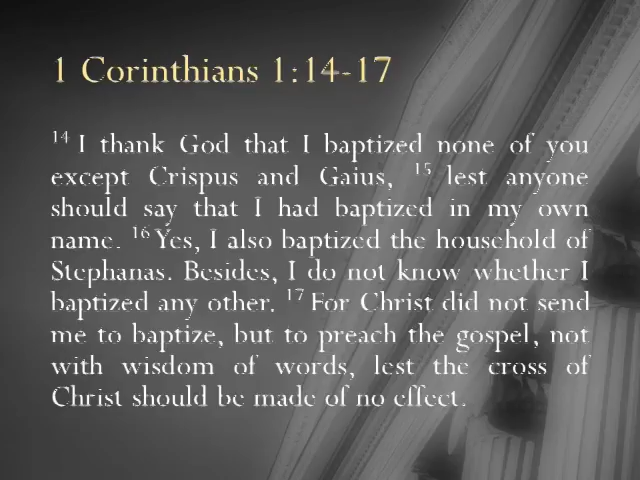 1 Corinthians 1:14-17
14 I thank God that I baptized none of you
except Crispus and Gaius, 15 lest anyone
should say that I had baptized in my own
name. 16 Yes, I also baptized the household of
Stephanas. Besides, I do not know whether I
baptized any other. 17 For Christ did not send
me to baptize, but to preach the gospel, not
with wisdom of words, lest the cross of
Christ should be made of no effect.